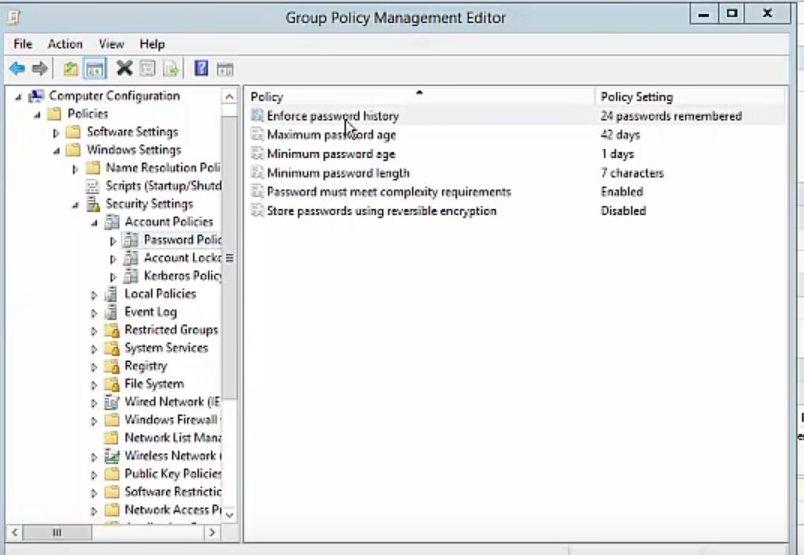 Group Policy Management Editor
File Action View Help
Policy Policy Setting
Computer Configuration
Policies
Software Settings
Windows Settings
Name Resolution Poli
Scripts (Startup/Shutd
Security Settings
Account Policies
Password Polic
Account Locko
Kerberos Policy
Local Policies
Event Log
Restricted Groups
System Services
Registry
File System
Wired Network (IE
Windows Firewall
Network List Mana
Wireless Network (
Public Key Policies
Software Restrictic
Network Access P
Enforce password history 24 passwords remembered
Maximum password age 42 days
Minimum password age 1 days
Minimum password length 7 characters
Password must meet complexity requirements Enabled
Store passwords using reversible encryption Disabled